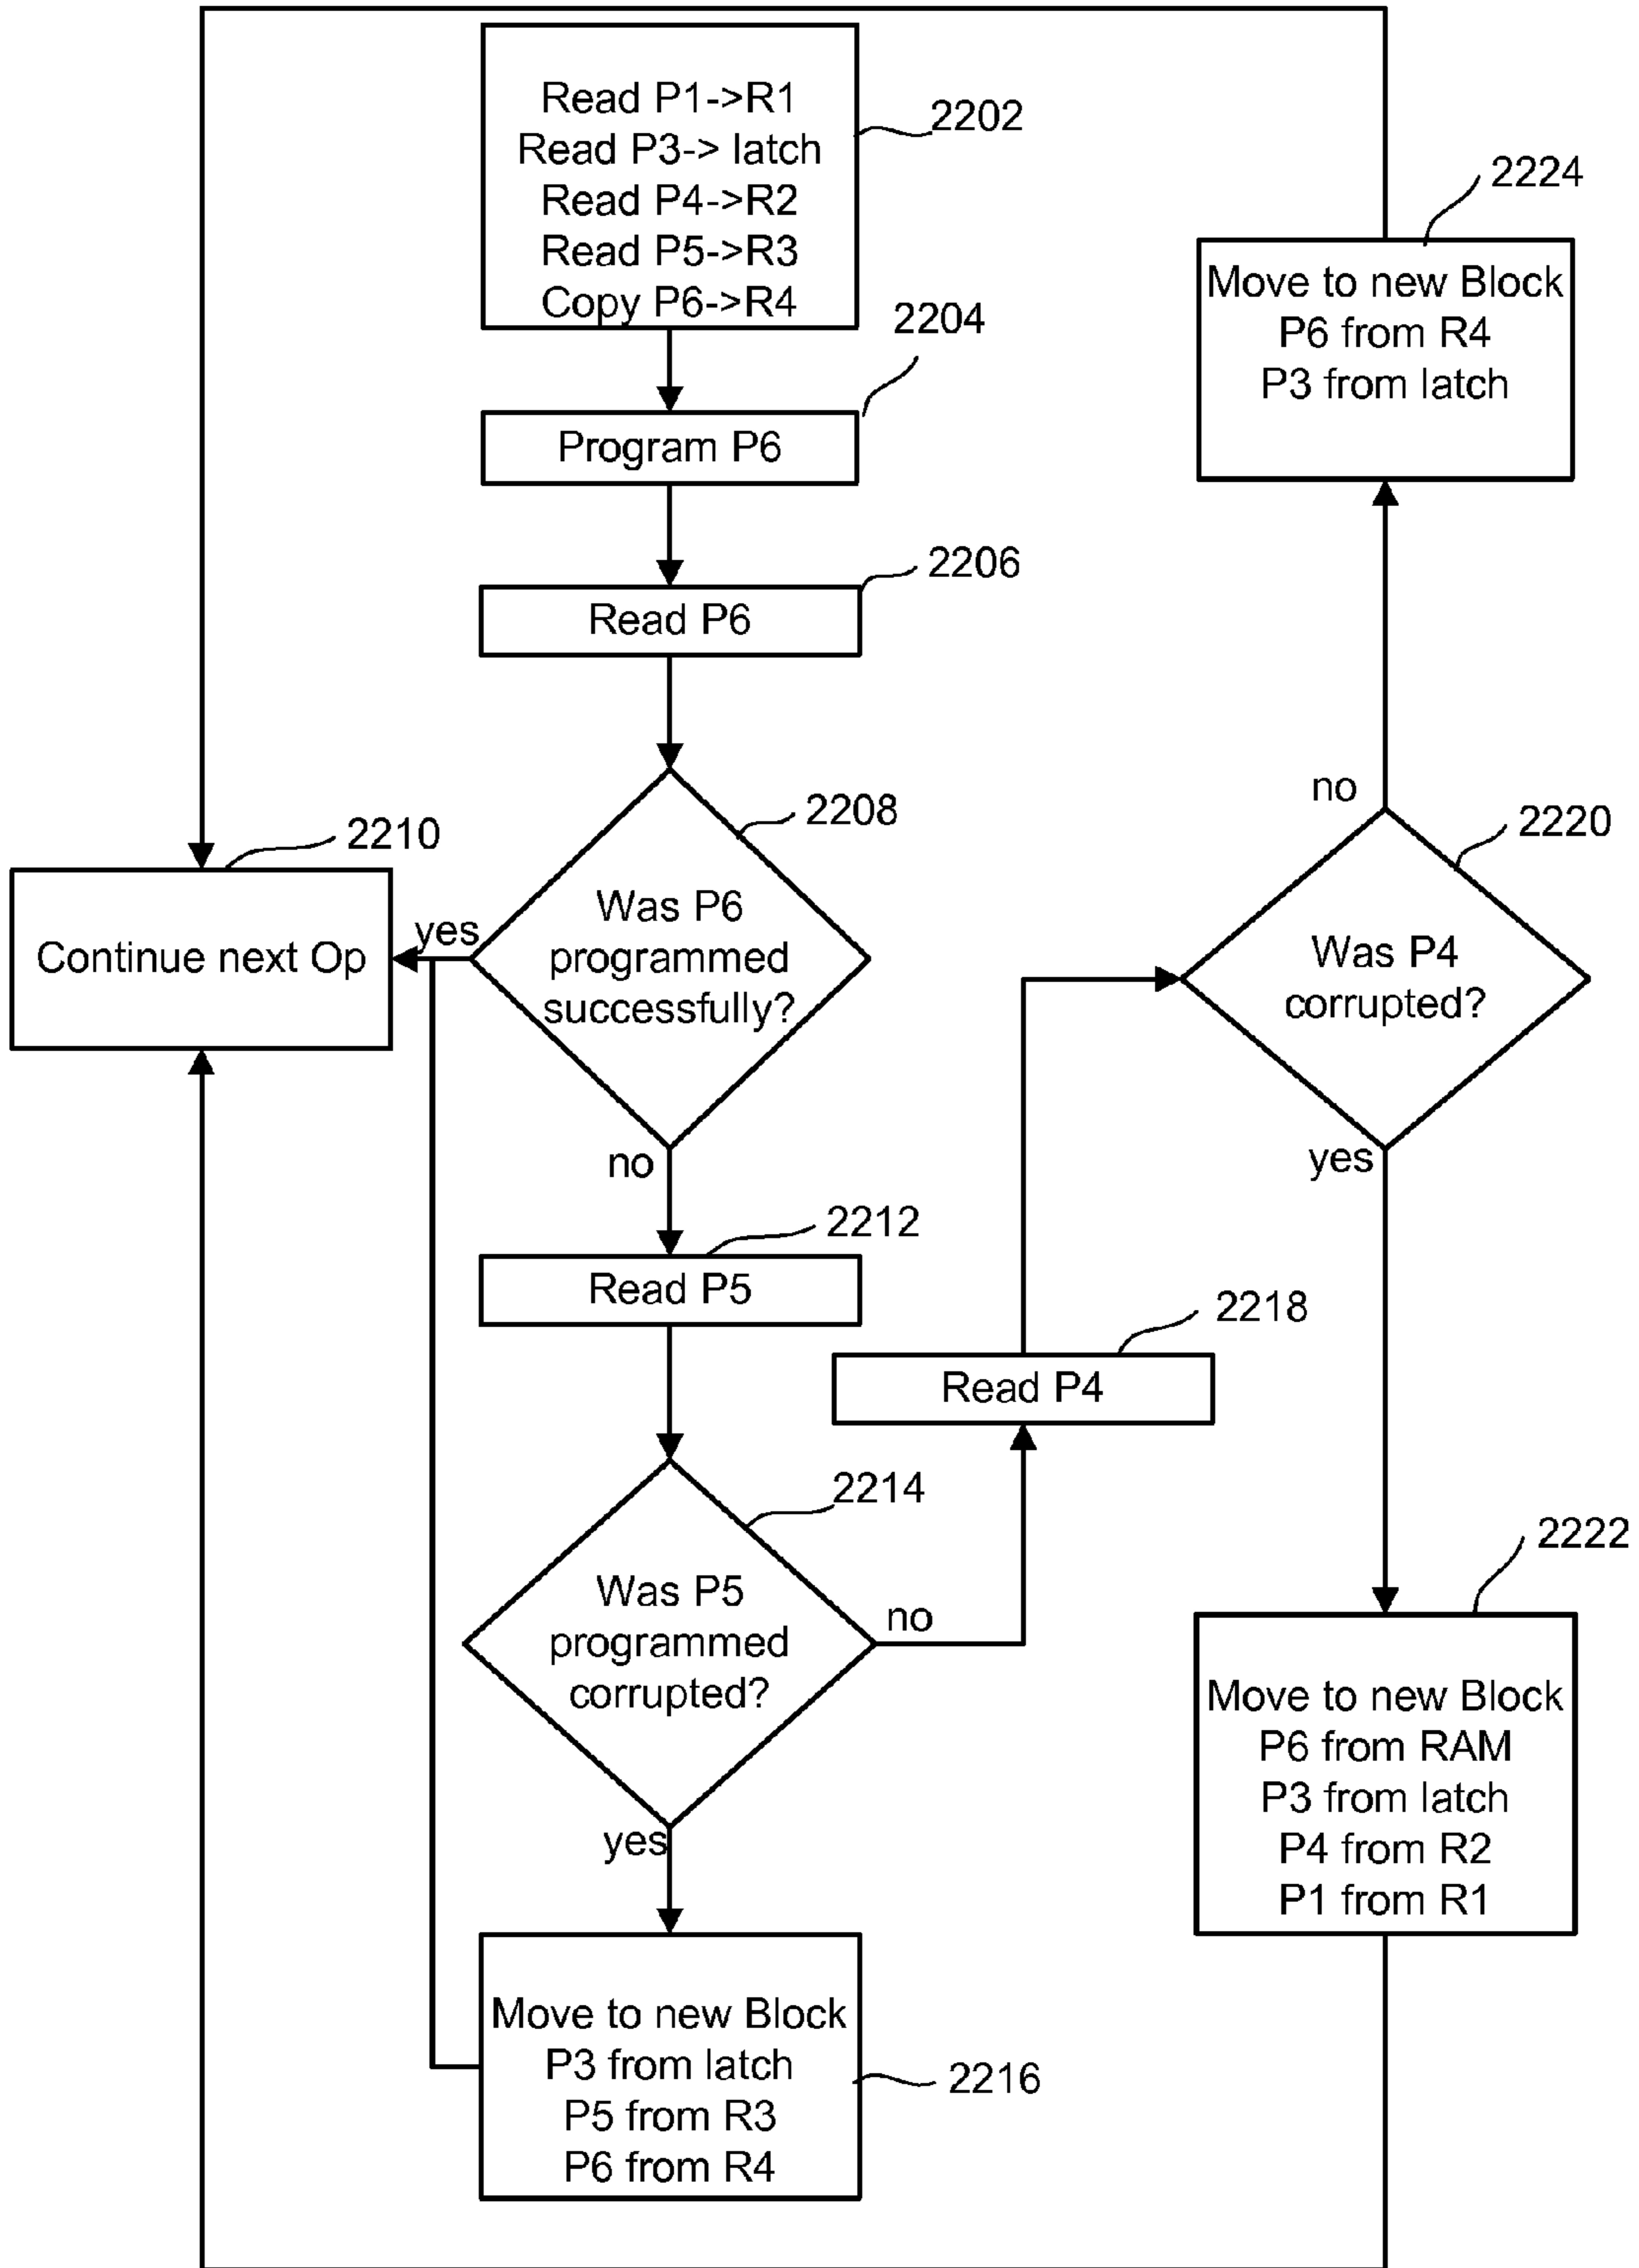 Read P1->R1
Read P3-> latch
Read P4->R2
Read P5->R3
Copy P6->R4
2202
2204
Program P6
2206
Read P6
2208
Was P6
programmed
successfully?
yes
no
2210
Continue next Op
2212
Read P5
2214
Was P5
programmed
corrupted?
no
yes
2216
Move to new Block
P3 from latch
P5 from R3
P6 from R4
2218
Read P4
2220
Was P4
corrupted?
no
yes
2224
Move to new Block
P6 from R4
P3 from latch
2222
Move to new Block
P6 from RAM
P3 from latch
P4 from R2
P1 from R1